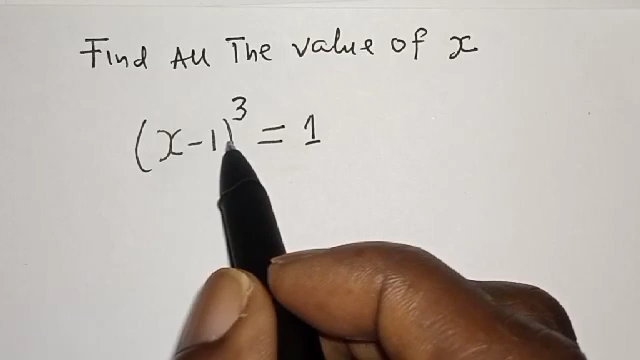 Find All The value of x
(x-1)³ = 1